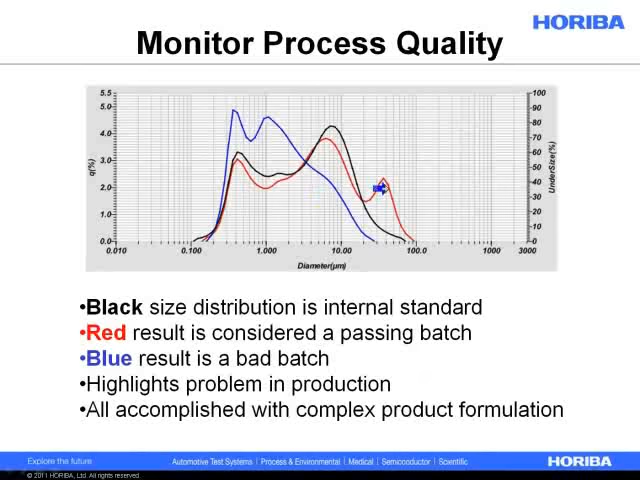 HORIBA
Monitor Process Quality
5.5
5.0
4.0
3.0
2.0
1.0
0.0
q(%)
100
90
80
70
60
50
40
30
20
10
0
UnderSize(%)
0.010 0.100 1.000 10.00 100.0 1000 3000
Diameter(µm)
•Black size distribution is internal standard
•Red result is considered a passing batch
•Blue result is a bad batch
•Highlights problem in production
•All accomplished with complex product formulation
Explore the future
Automotive Test Systems | Process & Environmental | Medical | Semiconductor | Scientific
HORIBA
© 2011 HORIBA, Ltd. All rights reserved.